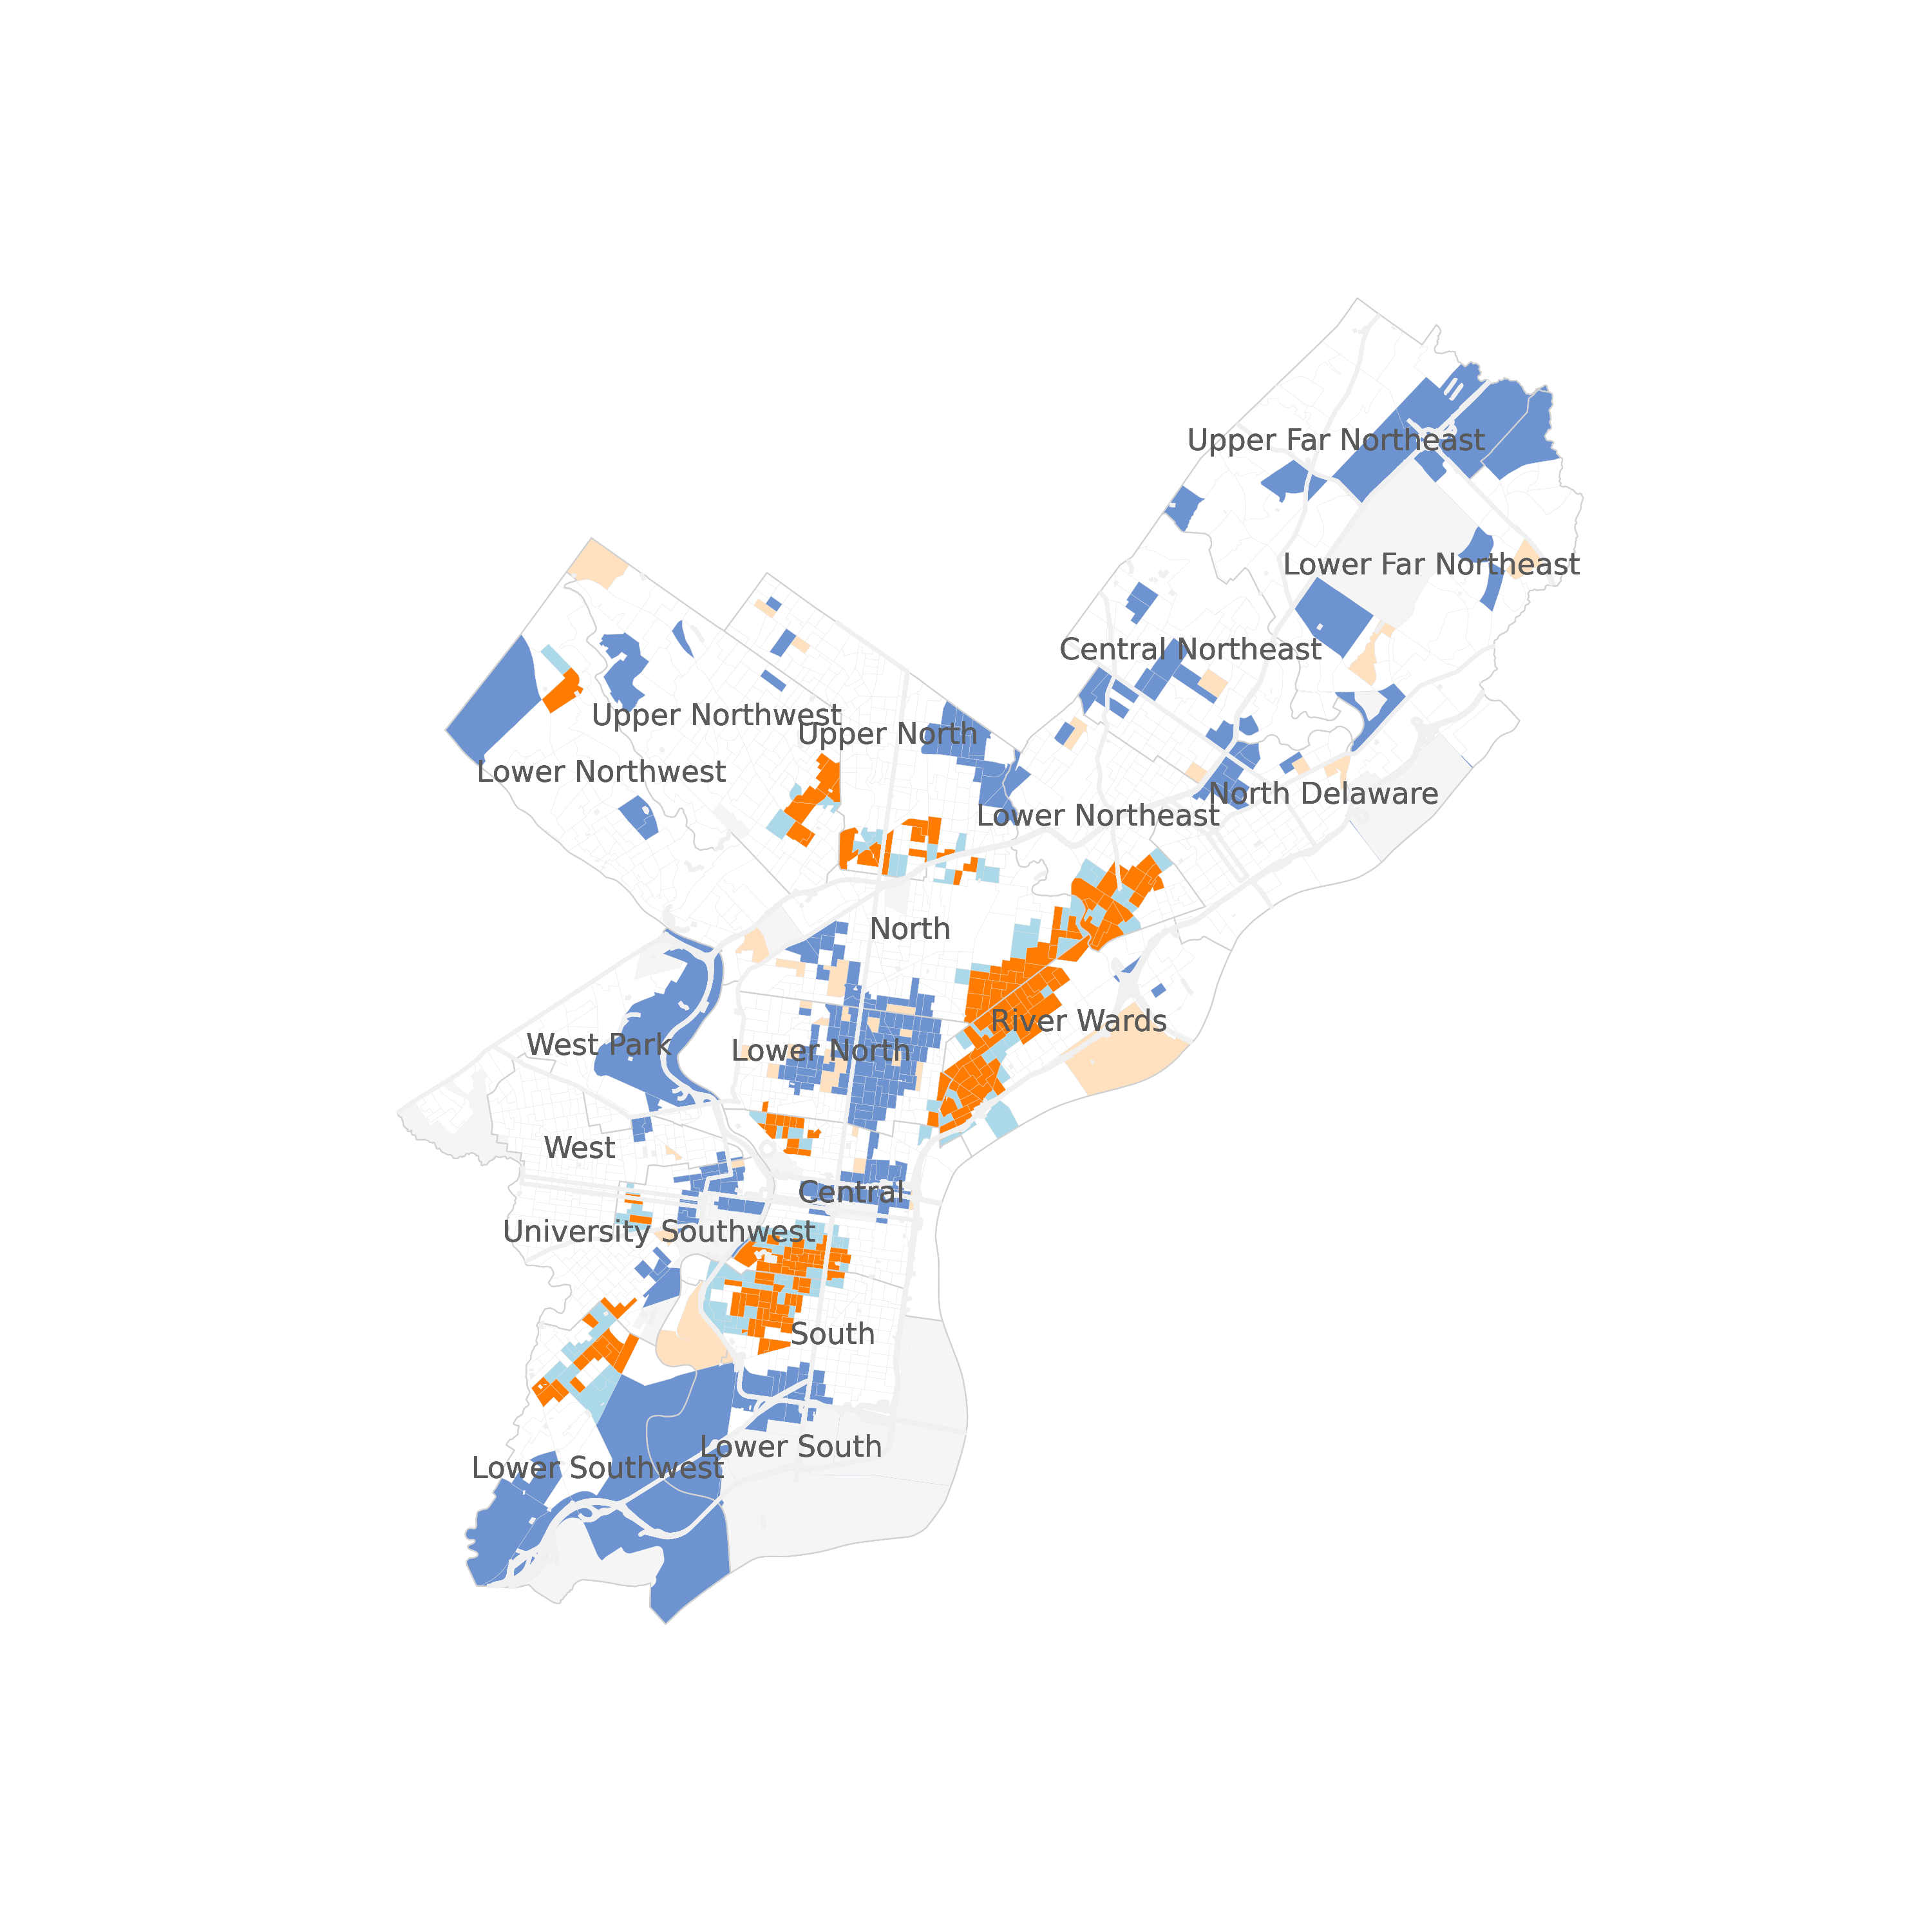 Upper Far Northeast
Lower Far Northeast
Central Northeast
Upper Northwest
Upper North
Lower Northwest
North Delaware
Lower Northeast
North
River Wards
West Park
Lower North
West
Central
University Southwest
South
Lower South
Lower Southwest